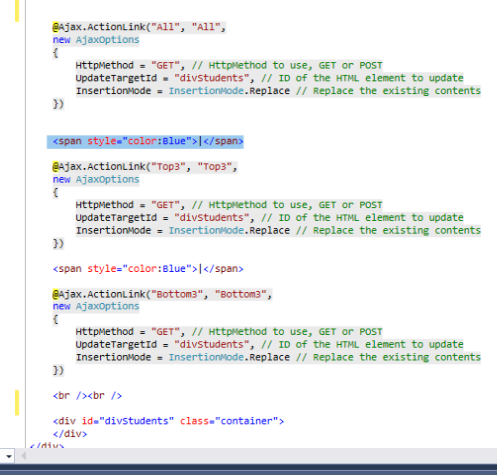 @Ajax.ActionLink("All", "All",
new AjaxOptions
{
HttpMethod = "GET", // HttpMethod to use, GET or POST
UpdateTargetId = "divStudents", // ID of the HTML element to update
InsertionMode = InsertionMode.Replace // Replace the existing contents
})
<span style="color:Blue">|</span>
@Ajax.ActionLink("Top3", "Top3",
new AjaxOptions
{
HttpMethod = "GET", // HttpMethod to use, GET or POST
UpdateTargetId = "divStudents", // ID of the HTML element to update
InsertionMode = InsertionMode.Replace // Replace the existing contents
})
<span style="color:Blue">|</span>
@Ajax.ActionLink("Bottom3", "Bottom3",
new AjaxOptions
{
HttpMethod = "GET", // HttpMethod to use, GET or POST
UpdateTargetId = "divStudents", // ID of the HTML element to update
InsertionMode = InsertionMode.Replace // Replace the existing contents
})
<br /><br />
<div id="divStudents" class="container">
</div>
</div>